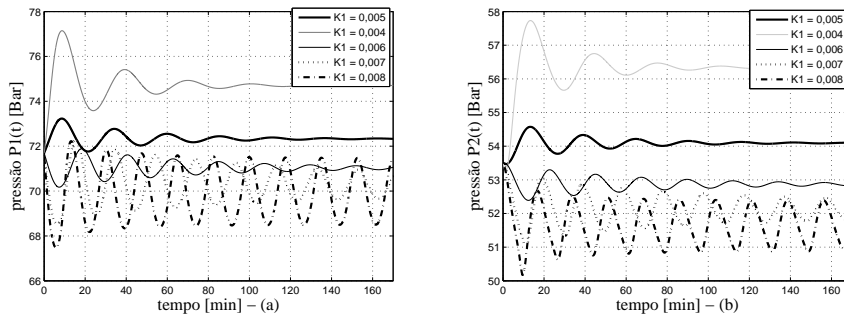 78
76
74
72
70
68
66
0
20
40
60
80
100
120
140
160
pressão P1(t) [Bar]
tempo [min] − (a)
K1 = 0,005
K1 = 0,004
K1 = 0,006
K1 = 0,007
K1 = 0,008
58
57
56
55
54
53
52
51
50
0
20
40
60
80
100
120
140
160
pressão P2(t) [Bar]
tempo [min] − (b)
K1 = 0,005
K1 = 0,004
K1 = 0,006
K1 = 0,007
K1 = 0,008